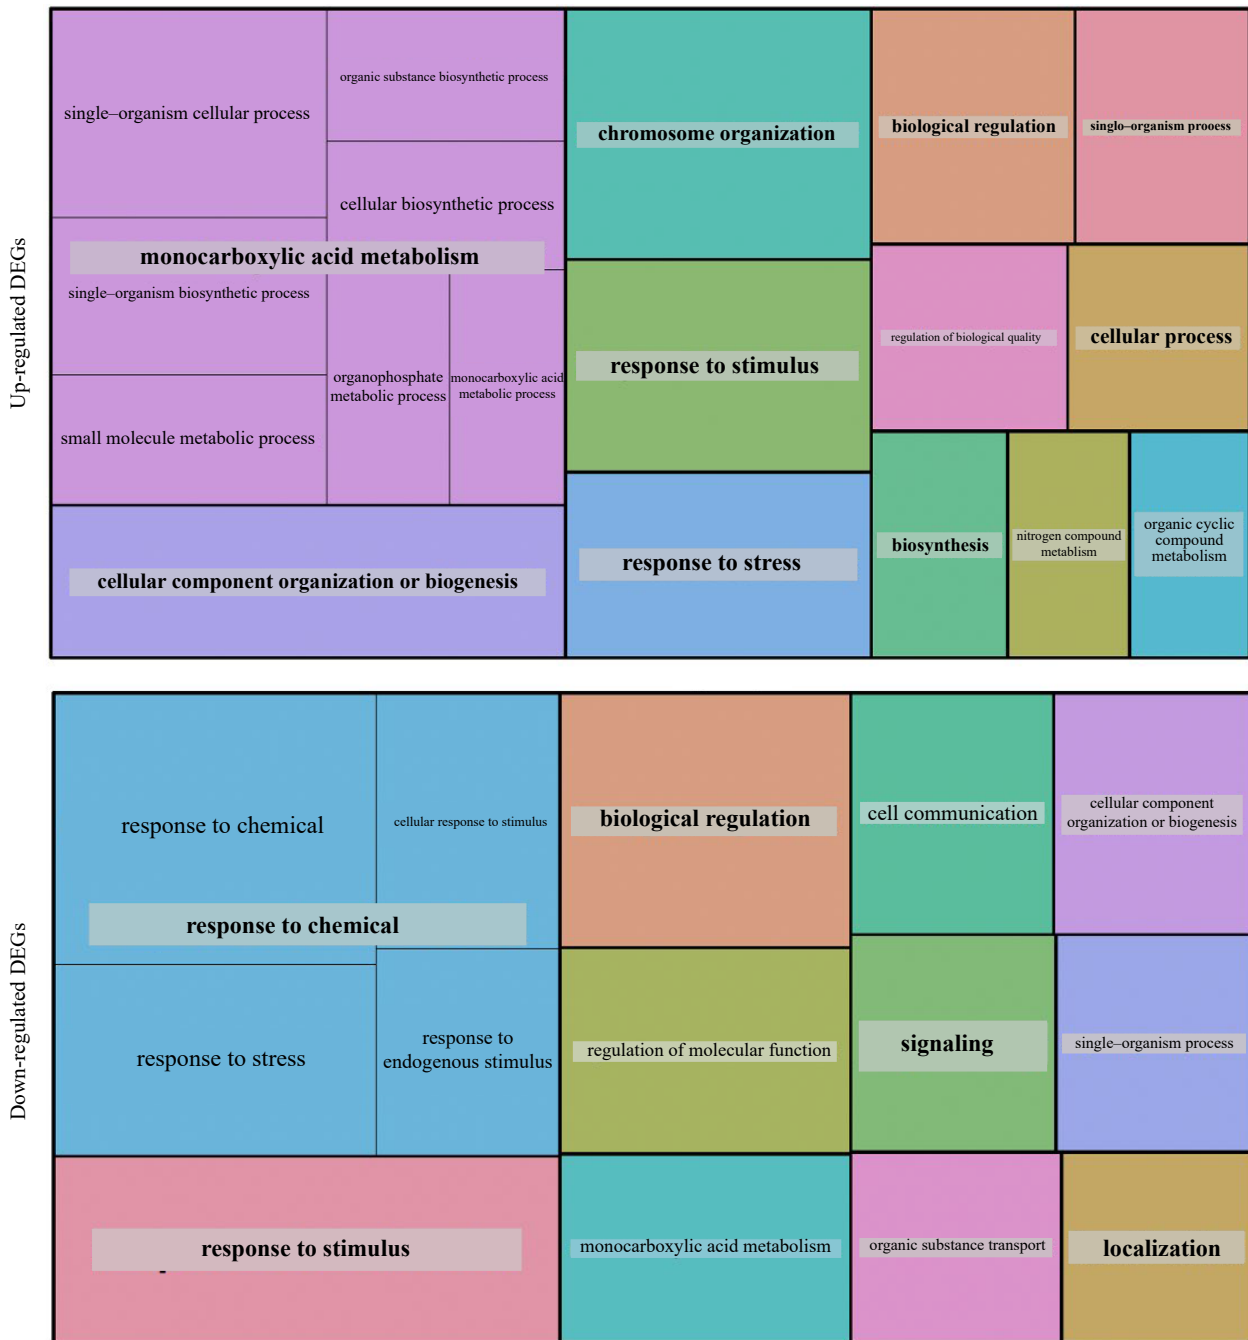 Up-regulated DEGs
single–organism cellular process
organic substance biosynthetic process
cellular biosynthetic process
monocarboxylic acid metabolism
single–organism biosynthetic process
organophosphate
metabolic process
monocarboxylic acid
metabolic process
small molecule metabolic process
cellular component organization or biogenesis
chromosome organization
response to stimulus
response to stress
biological regulation
singlo–organism prooess
regulation of biological quality
cellular process
biosynthesis
nitrogen compound
metablism
organic cyclic
compound
metabolism
Down-regulated DEGs
response to chemical
cellular response to stimulus
response to chemical
response to stress
response to
endogenous stimulus
response to stimulus
biological regulation
regulation of molecular function
monocarboxylic acid metabolism
cell communication
cellular component
organization or biogenesis
signaling
single–organism process
organic substance transport
localization